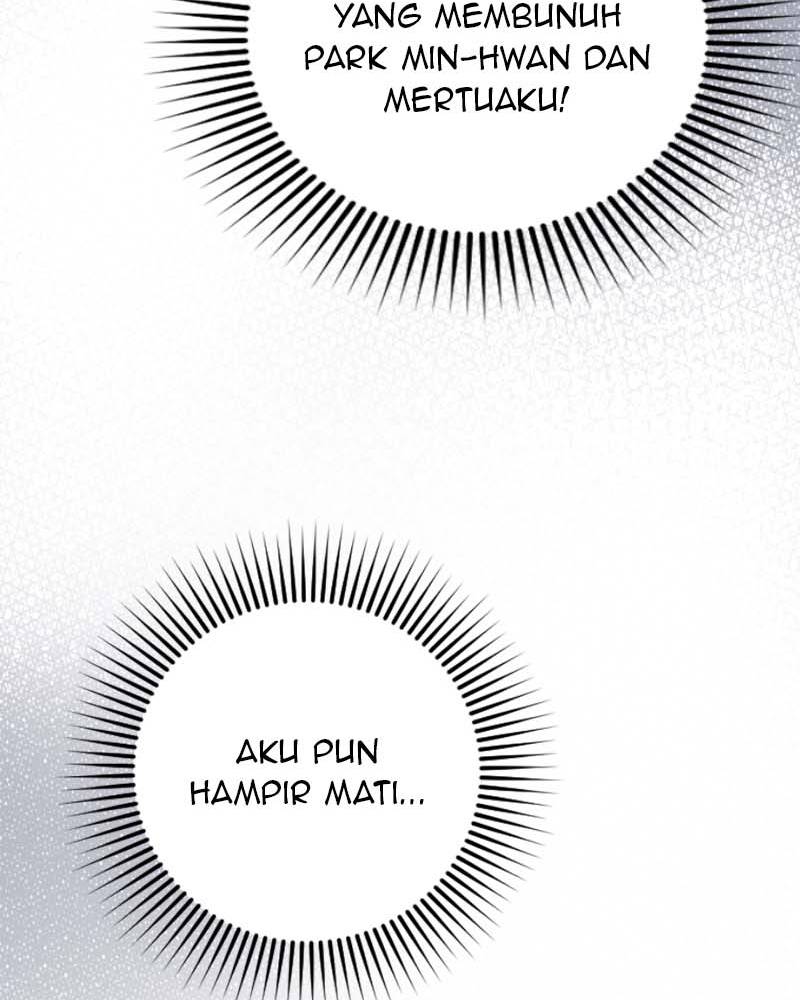 YANG MEMBUNUH
PARK MIN-HWAN DAN
MERTUAKU!
AKU PUN
HAMPIR MATI...